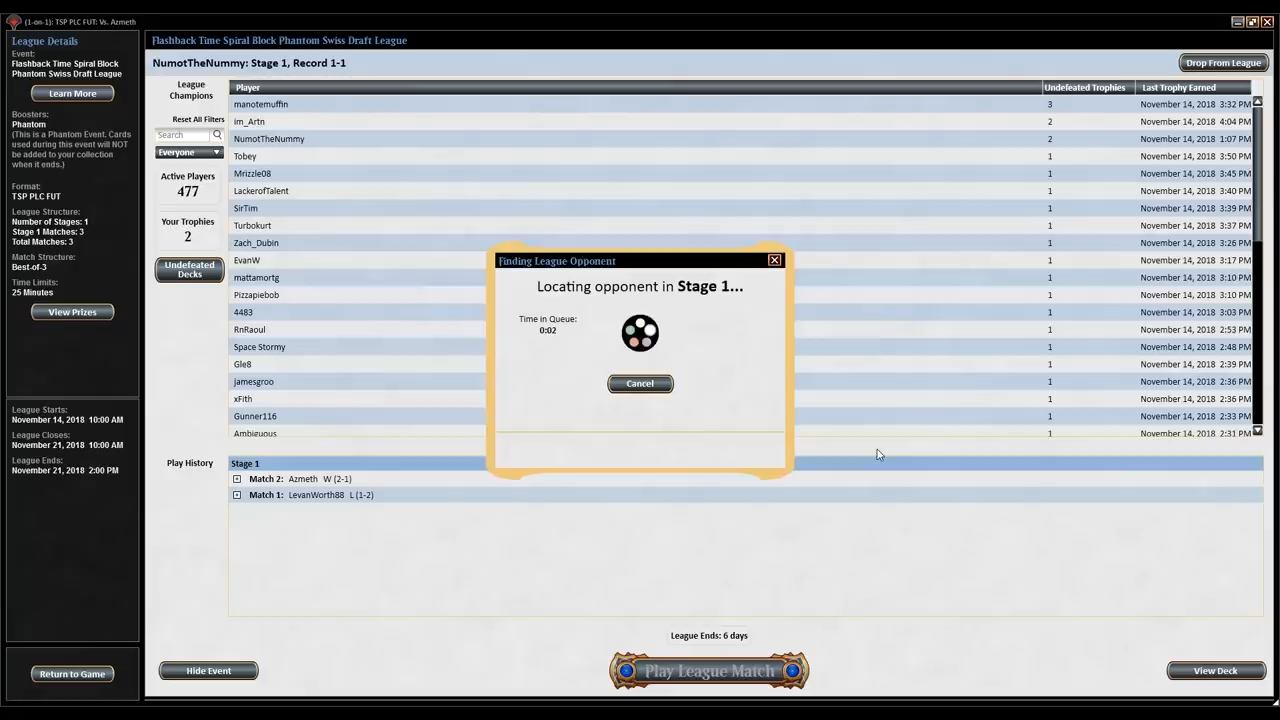 (1-on-1): TSP PLC FUT: Vs. Azmeth
League Details
Event:
Flashback Time Spiral Block
Phantom Swiss Draft League
Learn More
Boosters:
Phantom
(This is a Phantom Event. Cards
used during this event will NOT
be added to your collection
when it ends.)
Format:
TSP PLC FUT
League Structure:
Number of Stages: 1
Stage 1 Matches: 3
Total Matches: 3
Match Structure:
Best-of-3
Time Limits:
25 Minutes
View Prizes
League Starts:
November 14, 2018 10:00 AM
League Closes:
November 21, 2018 10:00 AM
League Ends:
November 21, 2018 2:00 PM
Return to Game
Flashback Time Spiral Block Phantom Swiss Draft League
NumotTheNummy: Stage 1, Record 1-1
Drop From League
League
Champions
Reset All Filters
Search
Everyone
Active Players
477
Your Trophies
2
Undefeated
Decks
Player Undefeated Trophies Last Trophy Earned
manotemuffin 3 November 14, 2018 3:32 PM
im_Artn 2 November 14, 2018 4:04 PM
NumotTheNummy 2 November 14, 2018 1:07 PM
Tobey 1 November 14, 2018 3:50 PM
Mrizzle08 1 November 14, 2018 3:45 PM
LackerofTalent 1 November 14, 2018 3:40 PM
SirTim 1 November 14, 2018 3:39 PM
Turbokurt 1 November 14, 2018 3:37 PM
Zach_Dubin 1 November 14, 2018 3:26 PM
EvanW 1 November 14, 2018 3:17 PM
mattamortg 1 November 14, 2018 3:10 PM
Pizzapiebob 1 November 14, 2018 3:10 PM
4483 1 November 14, 2018 3:03 PM
RnRaoul 1 November 14, 2018 2:53 PM
Space Stormy 1 November 14, 2018 2:48 PM
Gle8 1 November 14, 2018 2:39 PM
jamesgroo 1 November 14, 2018 2:36 PM
xFith 1 November 14, 2018 2:36 PM
Gunner116 1 November 14, 2018 2:33 PM
Ambiguous 1 November 14, 2018 2:31 PM
Finding League Opponent
Locating opponent in Stage 1...
Time in Queue:
0:02
Cancel
Play History
Stage 1
Match 2: Azmeth W (2-1)
Match 1: LevanWorth88 L (1-2)
League Ends: 6 days
Hide Event
Play League Match
View Deck